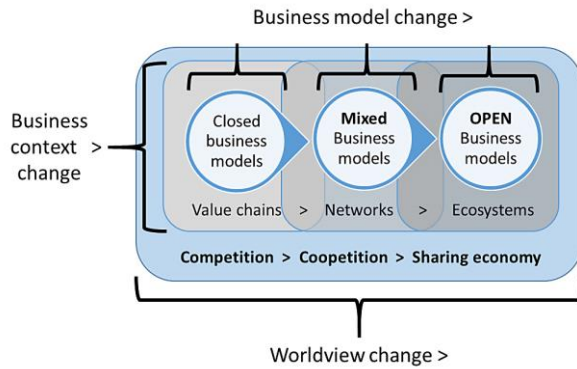 Business model change >
Business
context >
change
Closed
business
models
Mixed
Business
models
OPEN
Business
models
Value chains > Networks > Ecosystems
Competition > Coopetition > Sharing economy
Worldview change >